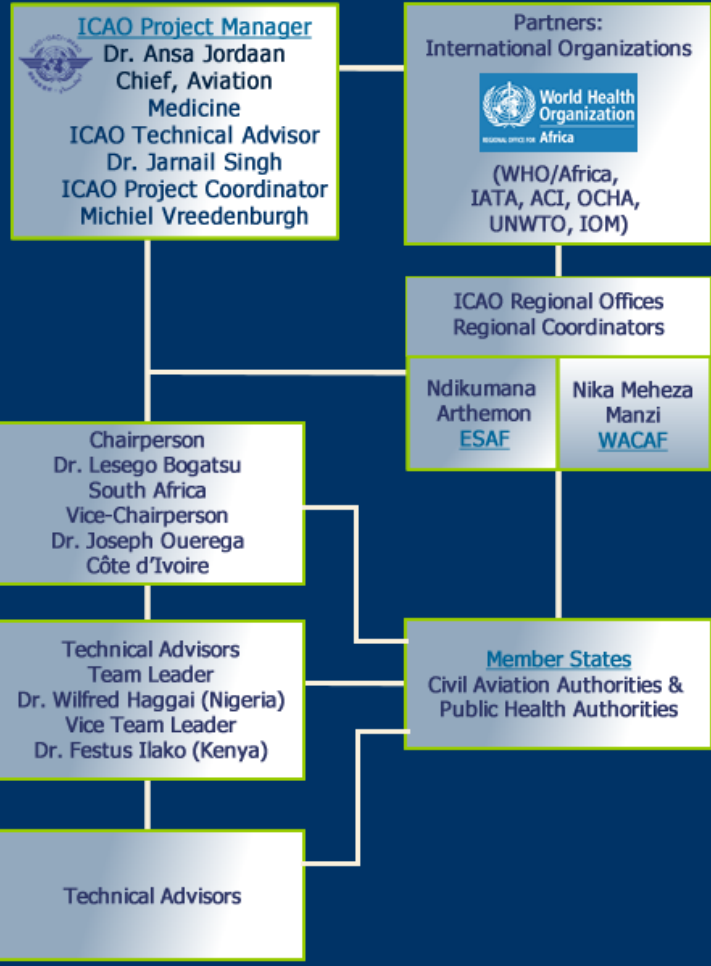 ICAO Project Manager
Dr. Ansa Jordaan
Chief, Aviation
Medicine
ICAO Technical Advisor
Dr. Jarnail Singh
ICAO Project Coordinator
Michiel Vreedenburgh
Partners:
International Organizations
World Health
Organization
REGIONAL OFFICE FOR Africa
(WHO/Africa,
IATA, ACI, OCHA,
UNWTO, IOM)
ICAO Regional Offices
Regional Coordinators
Ndikumana
Arthemon
ESAF
Nika Meheza
Manzi
WACAF
Chairperson
Dr. Lesego Bogatsu
South Africa
Vice-Chairperson
Dr. Joseph Ouerega
Côte d'Ivoire
Technical Advisors
Team Leader
Dr. Wilfred Haggai (Nigeria)
Vice Team Leader
Dr. Festus Ilako (Kenya)
Member States
Civil Aviation Authorities &
Public Health Authorities
Technical Advisors